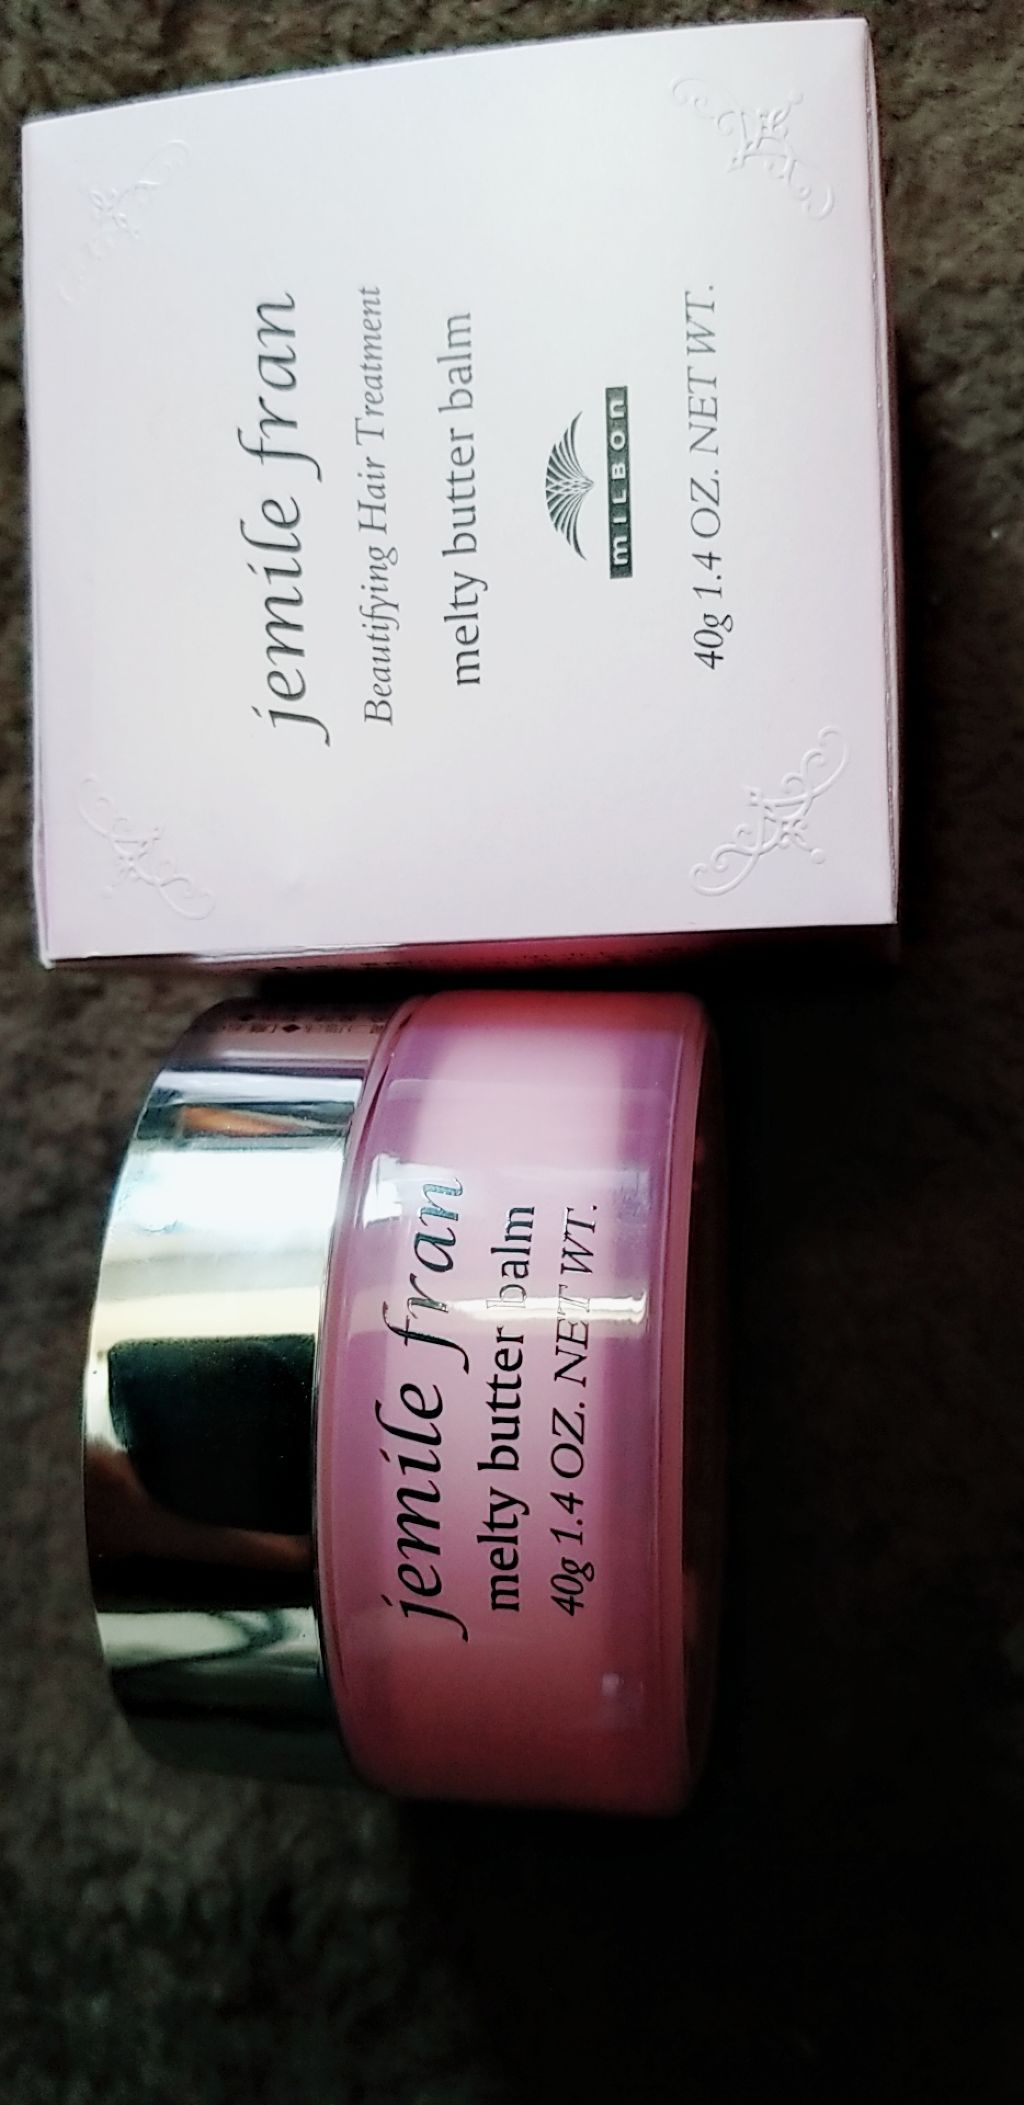 jemile fran
Beautifying Hair Treatment
melty butter balm
MILBON
40g 1.4 OZ. NET WT.
jemile fran
melty butter balm
40g 1.4 OZ. NET WT.